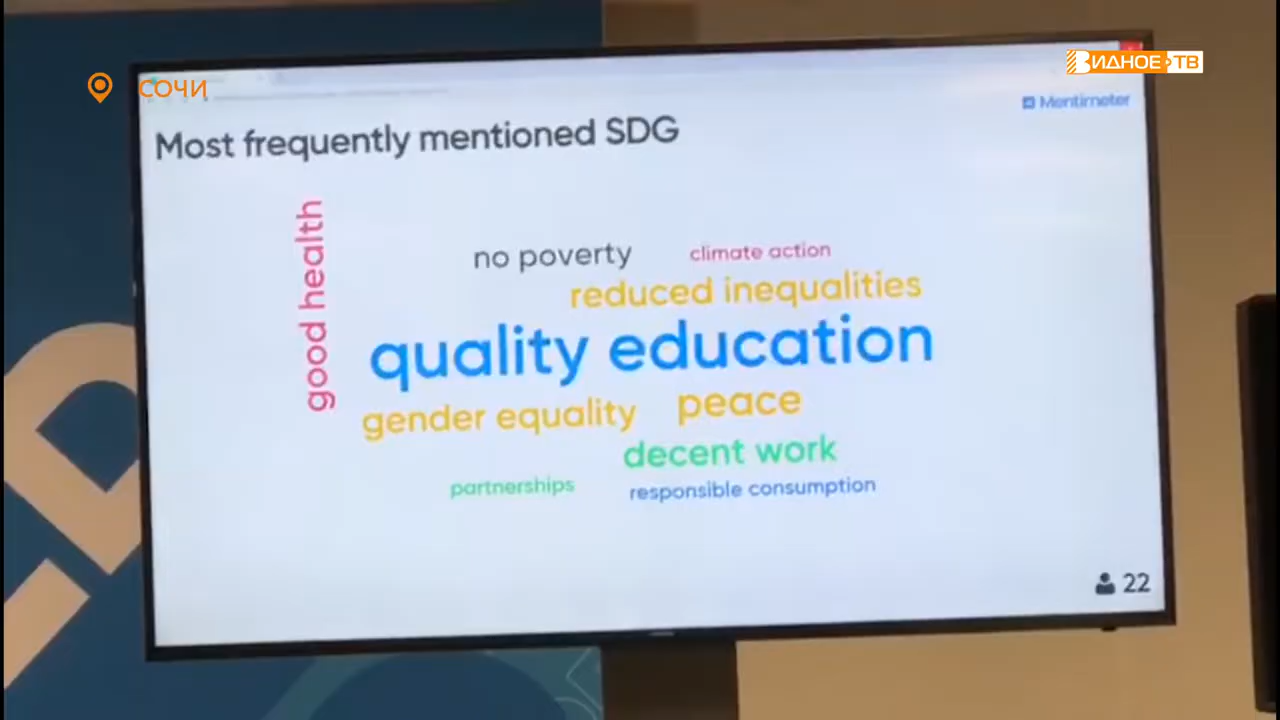 СОЧИ
ВИДНОЕ ТВ
Mentimeter
Most frequently mentioned SDG
good health
no poverty
climate action
reduced inequalities
quality education
gender equality
peace
decent work
partnerships
responsible consumption
22